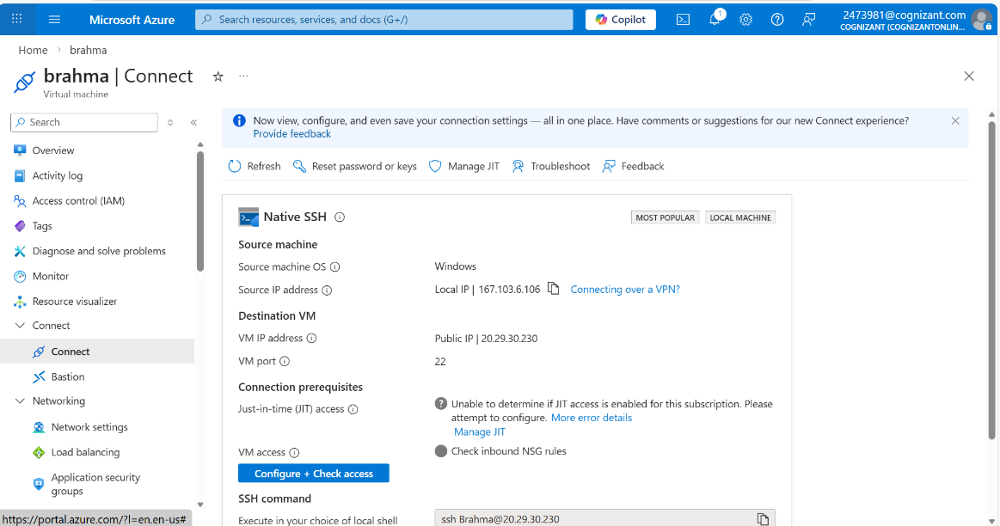 Microsoft Azure
Search resources, services, and docs (G+/)
Copilot
1
2473981@cognizant.com
COGNIZANT (COGNIZANTONLIN...
Home > brahma
brahma | Connect
Virtual machine
Search
Overview
Activity log
Access control (IAM)
Tags
Diagnose and solve problems
Monitor
Resource visualizer
Connect
Connect
Bastion
Networking
Network settings
Load balancing
Application security
groups
https://portal.azure.com/?l=en.en-us#
Now view, configure, and even save your connection settings — all in one place. Have comments or suggestions for our new Connect experience?
Provide feedback
Refresh Reset password or keys Manage JIT Troubleshoot Feedback
Native SSH MOST POPULAR LOCAL MACHINE
Source machine
Source machine OS Windows
Source IP address Local IP | 167.103.6.106 Connecting over a VPN?
Destination VM
VM IP address Public IP | 20.29.30.230
VM port 22
Connection prerequisites
Just-in-time (JIT) access Unable to determine if JIT access is enabled for this subscription. Please
attempt to configure. More error details
Manage JIT
VM access Check inbound NSG rules
Configure + Check access
SSH command
Execute in your choice of local shell ssh Brahma@20.29.30.230